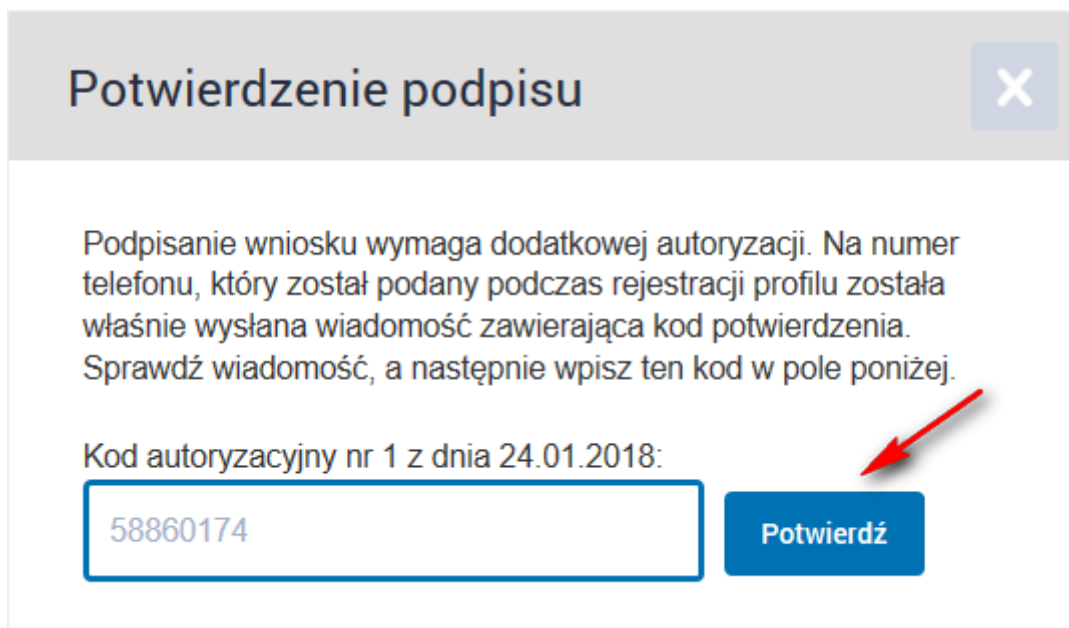 Potwierdzenie podpisu
Podpisanie wniosku wymaga dodatkowej autoryzacji. Na numer
telefonu, który został podany podczas rejestracji profilu została
właśnie wysłana wiadomość zawierająca kod potwierdzenia.
Sprawdź wiadomość, a następnie wpisz ten kod w pole poniżej.
Kod autoryzacyjny nr 1 z dnia 24.01.2018:
58860174
Potwierdź